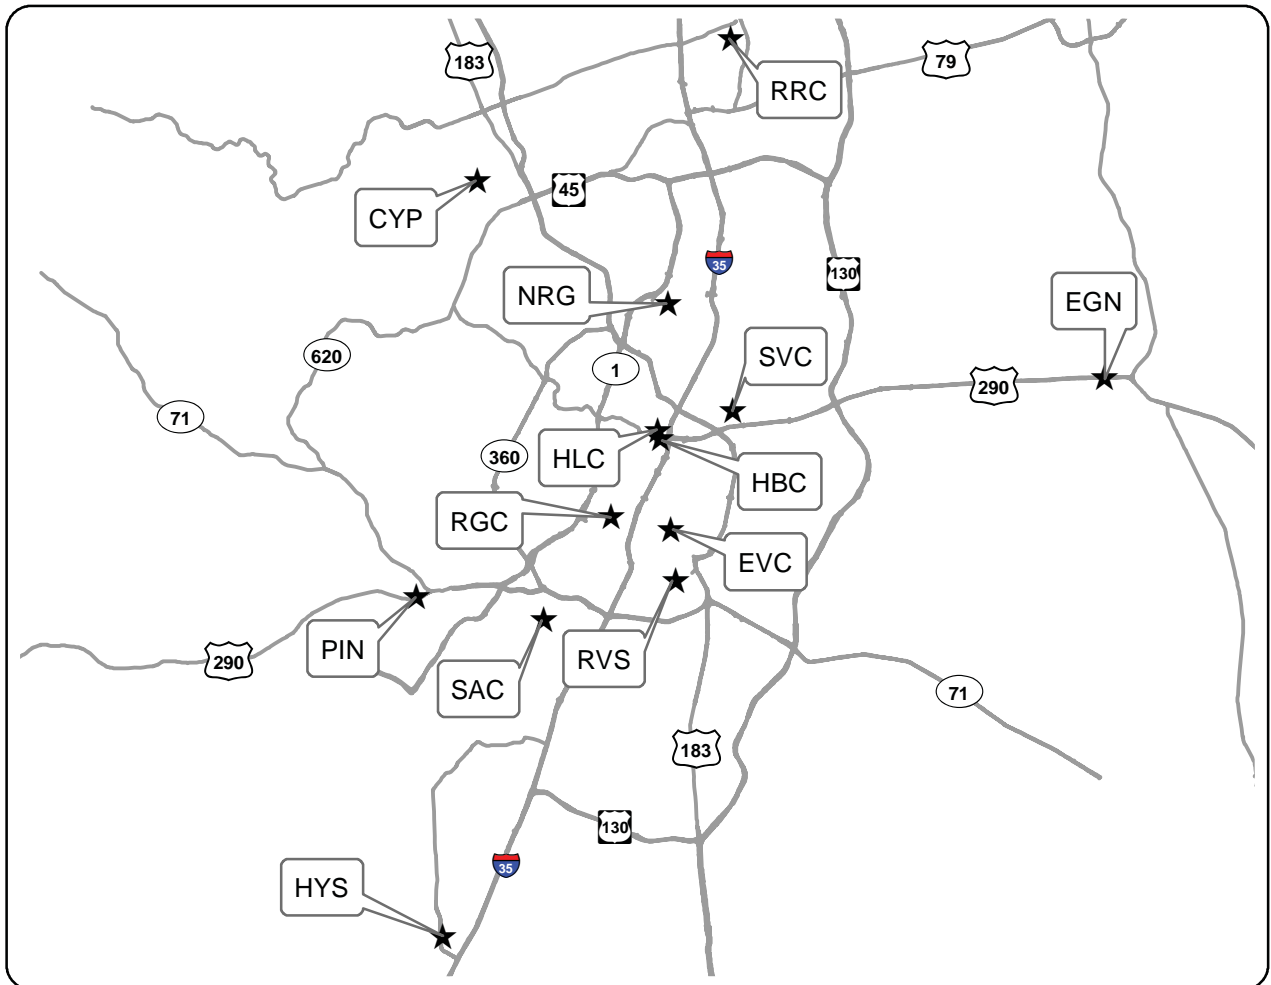 183
79
RRC
45
CYP
35
130
NRG
EGN
SVC
620
1
290
71
HLC
360
HBC
RGC
EVC
PIN
RVS
290
SAC
71
183
130
35
HYS